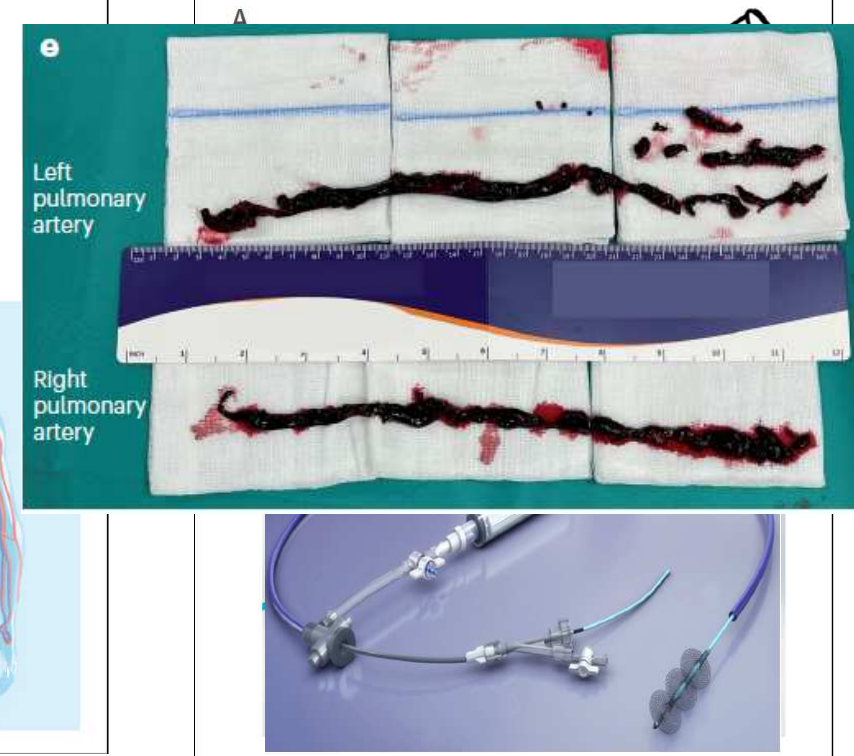 A
e
Left
pulmonary
artery
INCH 1 2 3 4 5 6 7 8 9 10 11 12
Right
pulmonary
artery